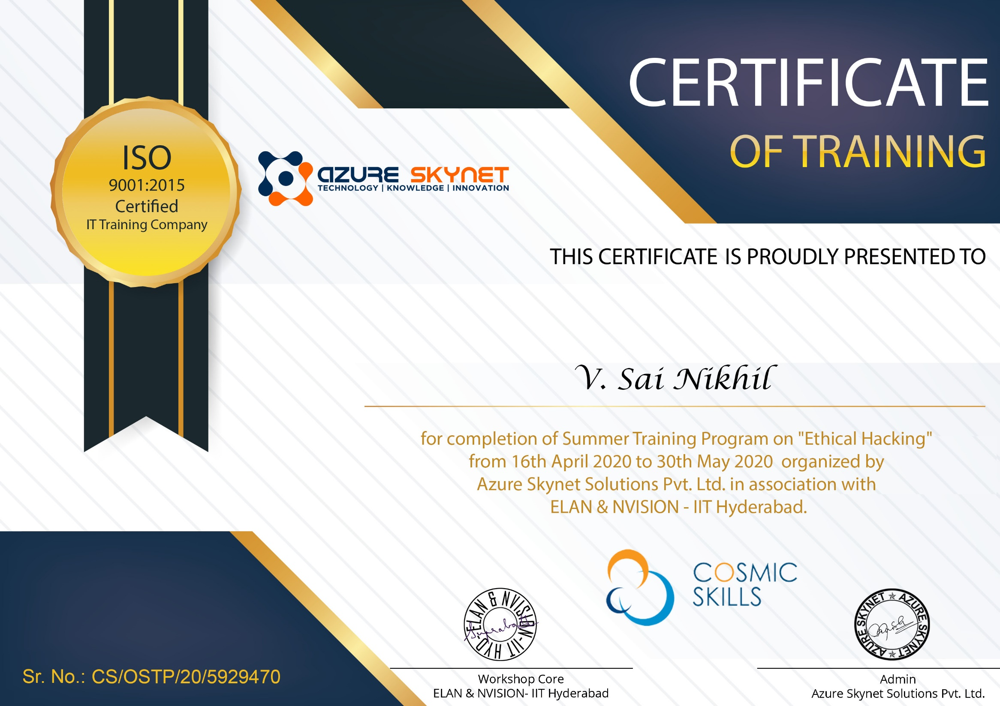 CERTIFICATE
OF TRAINING
ISO
9001:2015
Certified
IT Training Company
AZURE SKYNET
TECHNOLOGY | KNOWLEDGE | INNOVATION
THIS CERTIFICATE IS PROUDLY PRESENTED TO
V. Sai Nikhil
for completion of Summer Training Program on "Ethical Hacking"
from 16th April 2020 to 30th May 2020 organized by
Azure Skynet Solutions Pvt. Ltd. in association with
ELAN & NVISION - IIT Hyderabad.
COSMIC
SKILLS
ELAN & NVISION-IIT HYD.
AZURE SKYNET ☆ AZURE SKYNET ☆
Sr. No.: CS/OSTP/20/5929470
Workshop Core
ELAN & NVISION- IIT Hyderabad
Admin
Azure Skynet Solutions Pvt. Ltd.